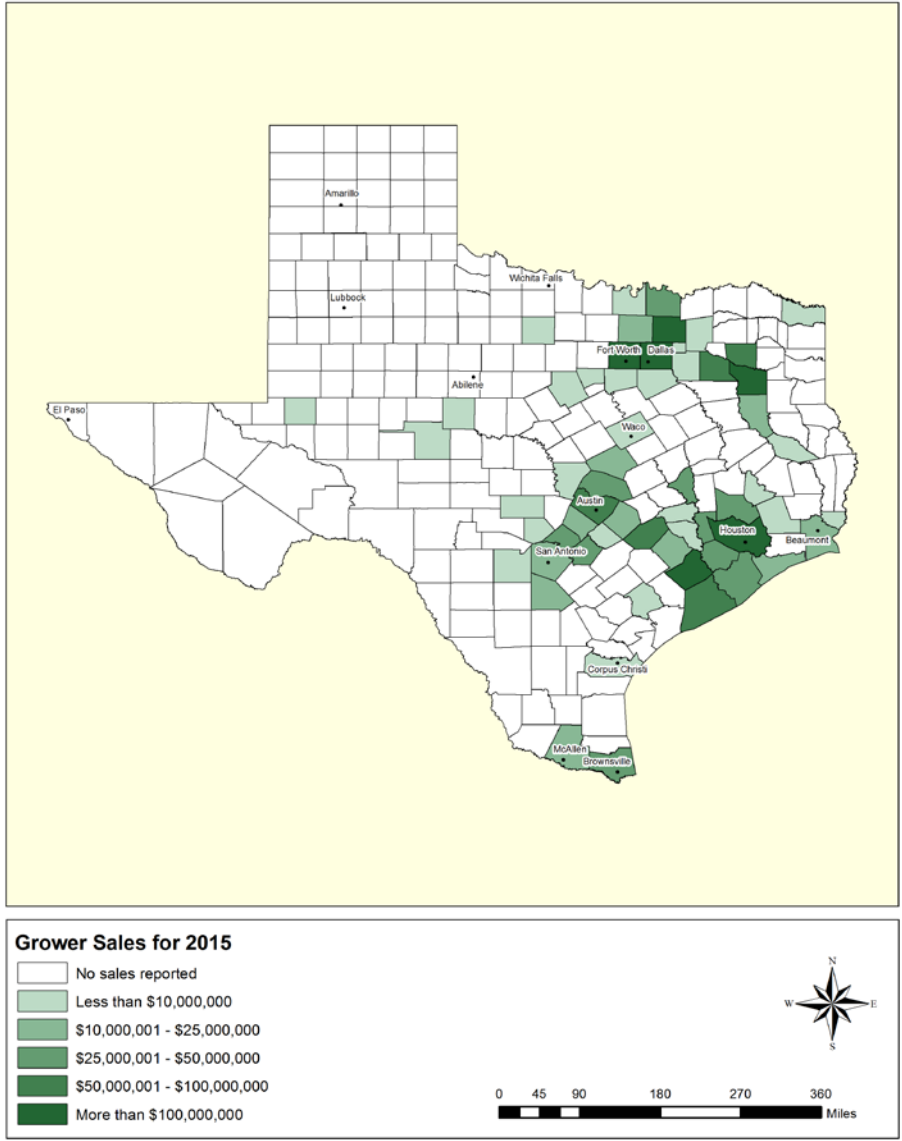 Amarillo
Wichita Falls
Lubbock
Fort Worth Dallas
Abilene
El Paso
Waco
Austin
Houston
Beaumont
San Antonio
Corpus Christi
McAllen
Brownsville
Grower Sales for 2015
No sales reported
Less than $10,000,000
$10,000,001 - $25,000,000
$25,000,001 - $50,000,000
$50,000,001 - $100,000,000
More than $100,000,000
N
W E
S
0 45 90 180 270 360
Miles